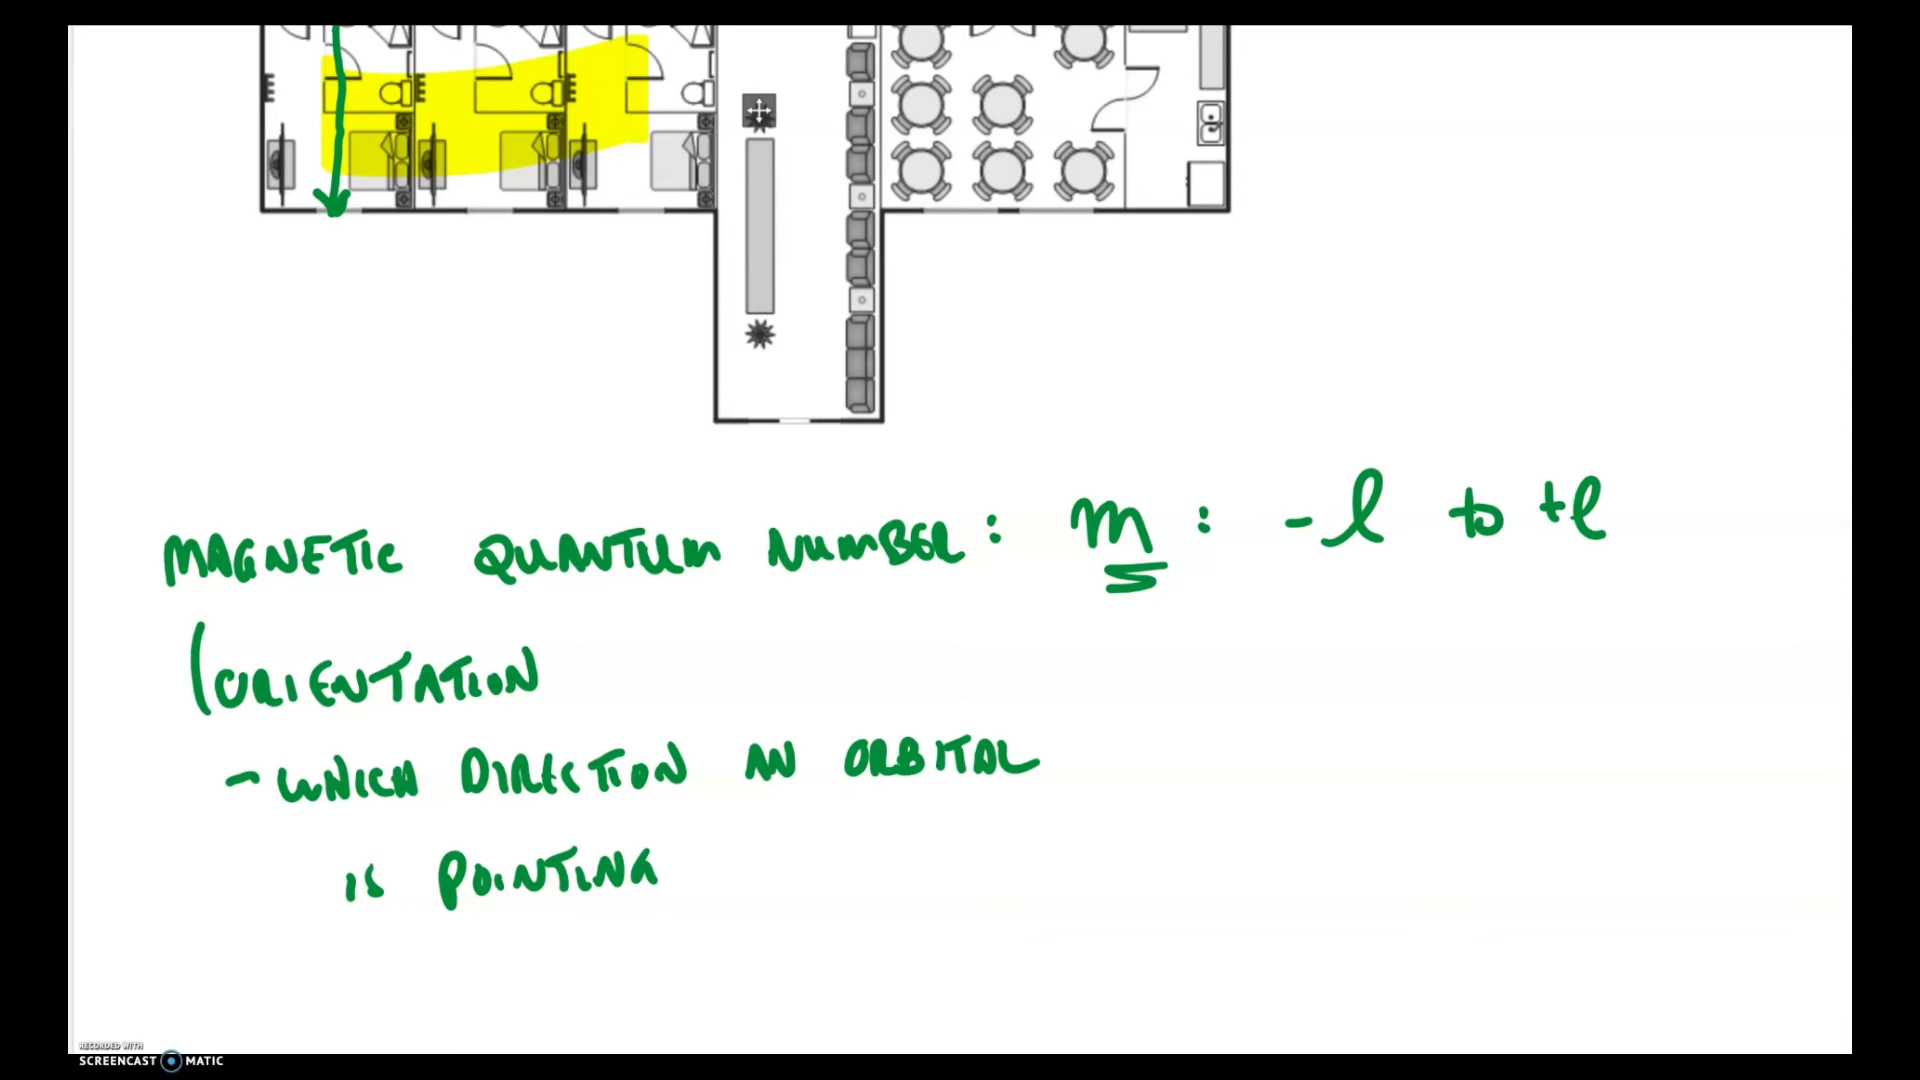 MAGNETIC QUANTUM NUMBER: m: -l to +l
(ORIENTATION
- WHICH DIRECTION AN ORBITAL
IS POINTING
RECORDED WITH
SCREENCAST MATIC